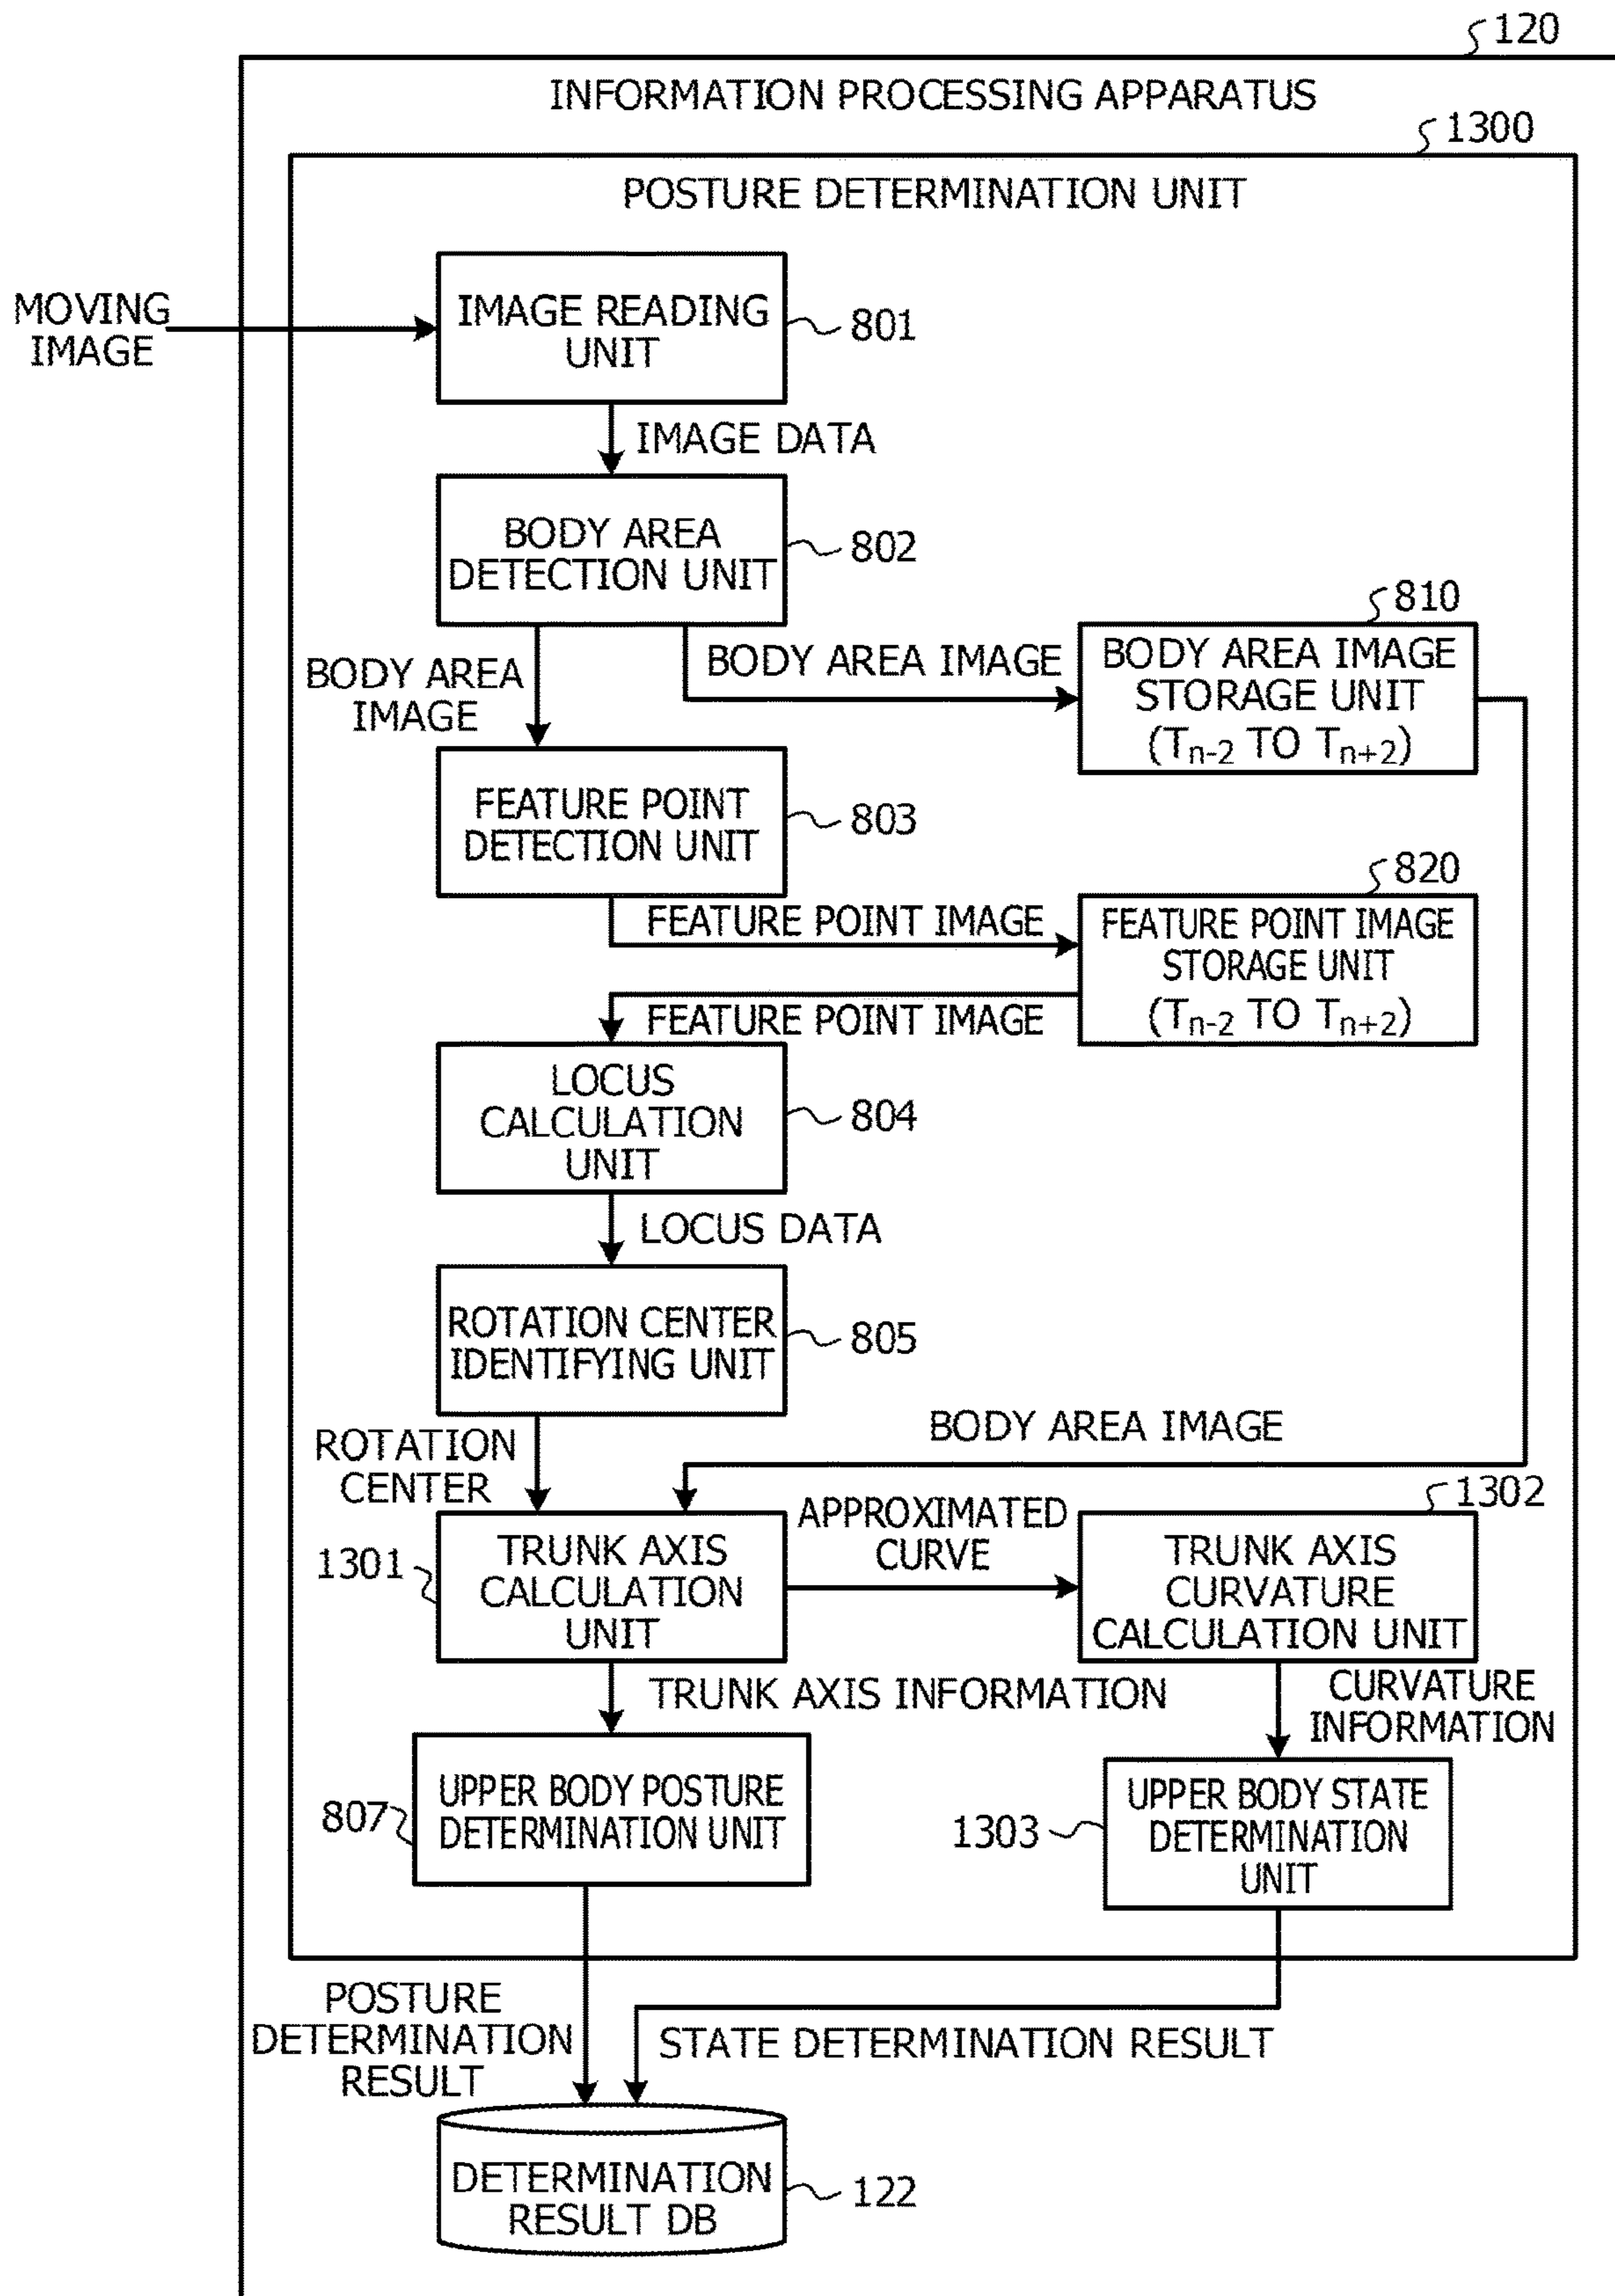 120
INFORMATION PROCESSING APPARATUS
1300
POSTURE DETERMINATION UNIT
MOVING
IMAGE
IMAGE READING
UNIT
801
IMAGE DATA
BODY AREA
DETECTION UNIT
802
BODY AREA
IMAGE
BODY AREA IMAGE
810
BODY AREA IMAGE
STORAGE UNIT
(Tn-2 TO Tn+2)
FEATURE POINT
DETECTION UNIT
803
FEATURE POINT IMAGE
820
FEATURE POINT IMAGE
STORAGE UNIT
(Tn-2 TO Tn+2)
FEATURE POINT IMAGE
LOCUS
CALCULATION
UNIT
804
LOCUS DATA
ROTATION CENTER
IDENTIFYING UNIT
805
ROTATION
CENTER
BODY AREA IMAGE
1301
TRUNK AXIS
CALCULATION
UNIT
APPROXIMATED
CURVE
1302
TRUNK AXIS
CURVATURE
CALCULATION UNIT
TRUNK AXIS INFORMATION
CURVATURE
INFORMATION
807
UPPER BODY POSTURE
DETERMINATION UNIT
1303
UPPER BODY STATE
DETERMINATION
UNIT
POSTURE
DETERMINATION
RESULT
STATE DETERMINATION RESULT
DETERMINATION
RESULT DB
122